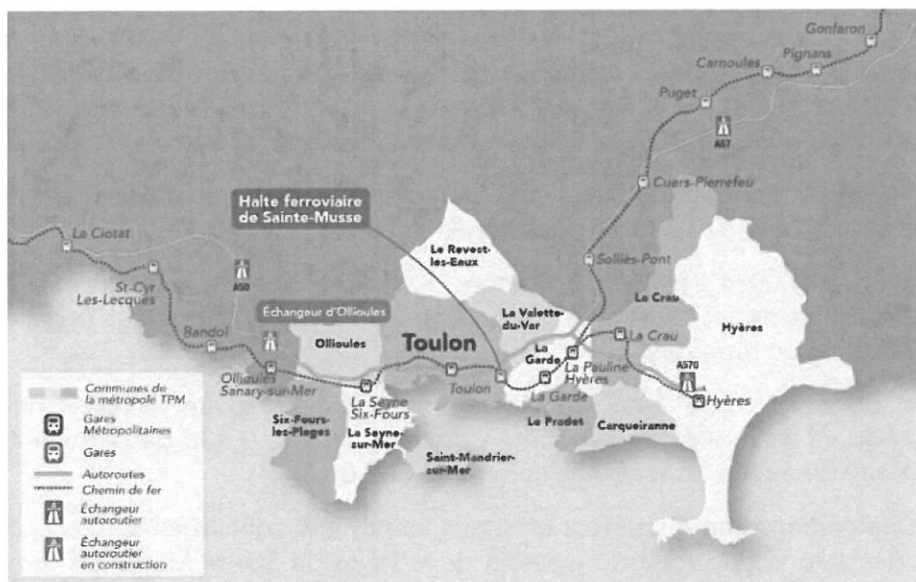 Gonfaron
Pignans
Carnoules
Puget
A57
Cuers-Pierrefeu
Halte ferroviaire
de Sainte-Musse
Le Revest-
les-Eaux
La Ciotat
Solliès-Pont
St-Cyr
Les-Lecques
A50
La Crau
Échangeur d'Ollioules
La Valette-
du-Var
Hyères
Bandol
Ollioules
Toulon
La Crau
La
Garde
La Pauline
Hyères
A570
Ollioules
Sanary-sur-Mer
La Seyne
Six-Fours
Toulon
La Garde
Hyères
Communes de
la métropole TPM
Gares
Métropolitaines
Gares
Autoroutes
Chemin de fer
Échangeur
autoroutier
Échangeur
autoroutier
en construction
Six-Fours-
les-Plages
La Seyne-
sur-Mer
Le Pradet
Carqueiranne
Saint-Mandrier-
sur-Mer